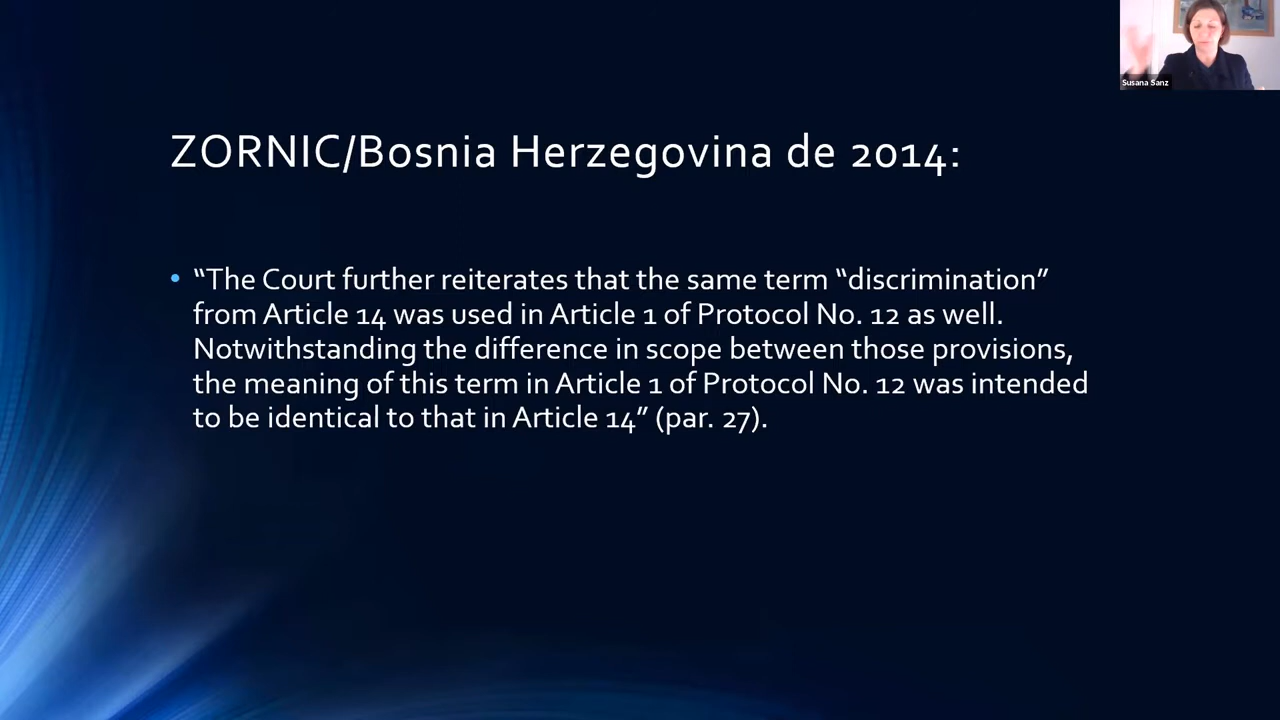 Susana Sanz
ZORNIC/Bosnia Herzegovina de 2014:
• “The Court further reiterates that the same term “discrimination”
from Article 14 was used in Article 1 of Protocol No. 12 as well.
Notwithstanding the difference in scope between those provisions,
the meaning of this term in Article 1 of Protocol No. 12 was intended
to be identical to that in Article 14” (par. 27).